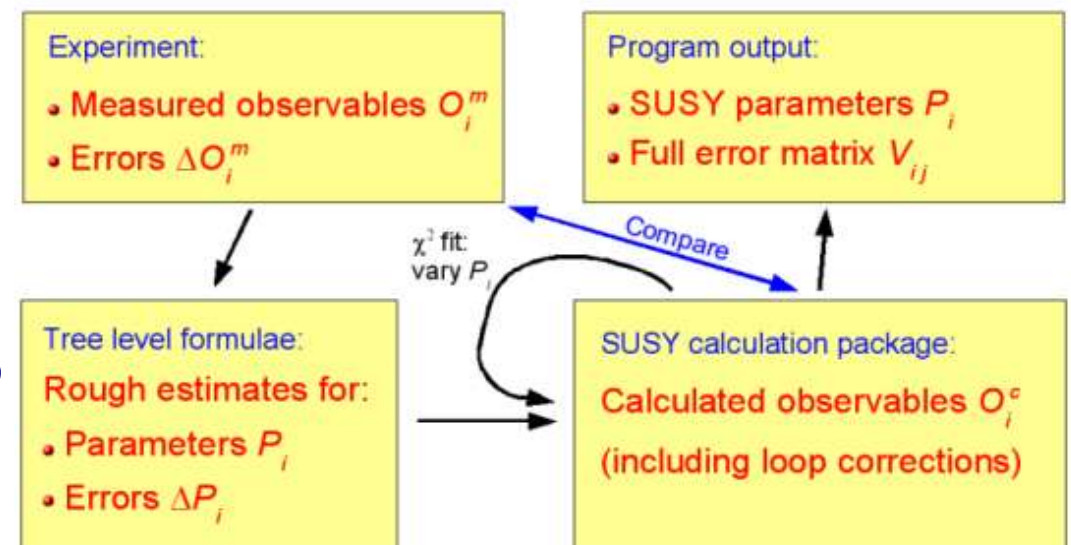 Experiment:
• Measured observables O_i^m
• Errors ΔO_i^m
Program output:
• SUSY parameters P_i
• Full error matrix V_ij
χ² fit:
vary P_i
Compare
Tree level formulae:
Rough estimates for:
• Parameters P_i
• Errors ΔP_i
SUSY calculation package:
Calculated observables O_i^c
(including loop corrections)